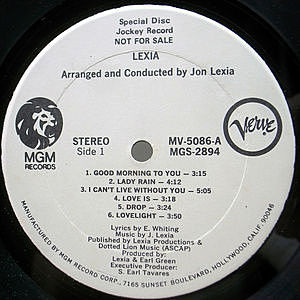 Special Disc
Jockey Record
NOT FOR SALE
LEXIA
Arranged and Conducted by Jon Lexia
MGM
RECORDS
STEREO
Side 1
MV-5086-A
MGS-2894
Verve
1. GOOD MORNING TO YOU — 3:15
2. LADY RAIN — 4:12
3. I CAN'T LIVE WITHOUT YOU — 5:05
4. LOVE IS — 3:18
5. DROP — 3:24
6. LOVELIGHT — 3:50
Lyrics by E. Whiting
Music by J. Lexia
Published by Lexia Productions &
Dotted Lion Music (ASCAP)
Produced by:
Lexia & Earl Green
Executive Producer:
S. Earl Tavares
MANUFACTURED BY MGM RECORD CORP., 7165 SUNSET BOULEVARD, HOLLYWOOD, CALIF. 90046